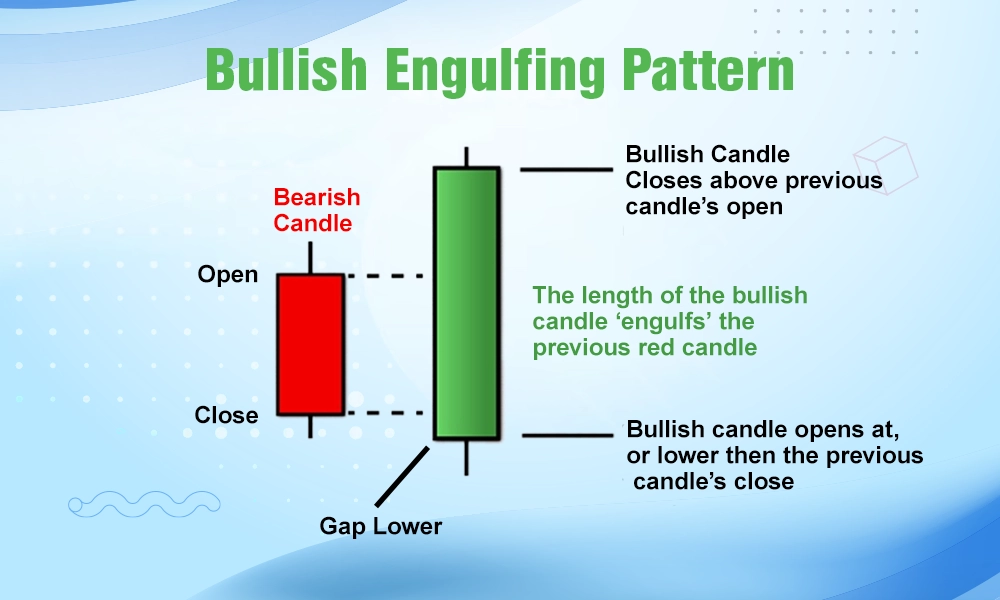 Bullish Engulfing Pattern
Bearish
Candle
Open
Close
Gap Lower
Bullish Candle
Closes above previous
candle’s open
The length of the bullish
candle ‘engulfs’ the
previous red candle
Bullish candle opens at,
or lower then the previous
candle’s close